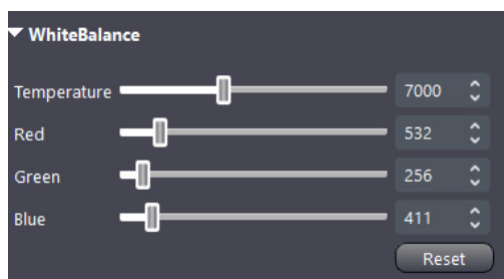 WhiteBalance
Temperature 7000
Red 532
Green 256
Blue 411
Reset